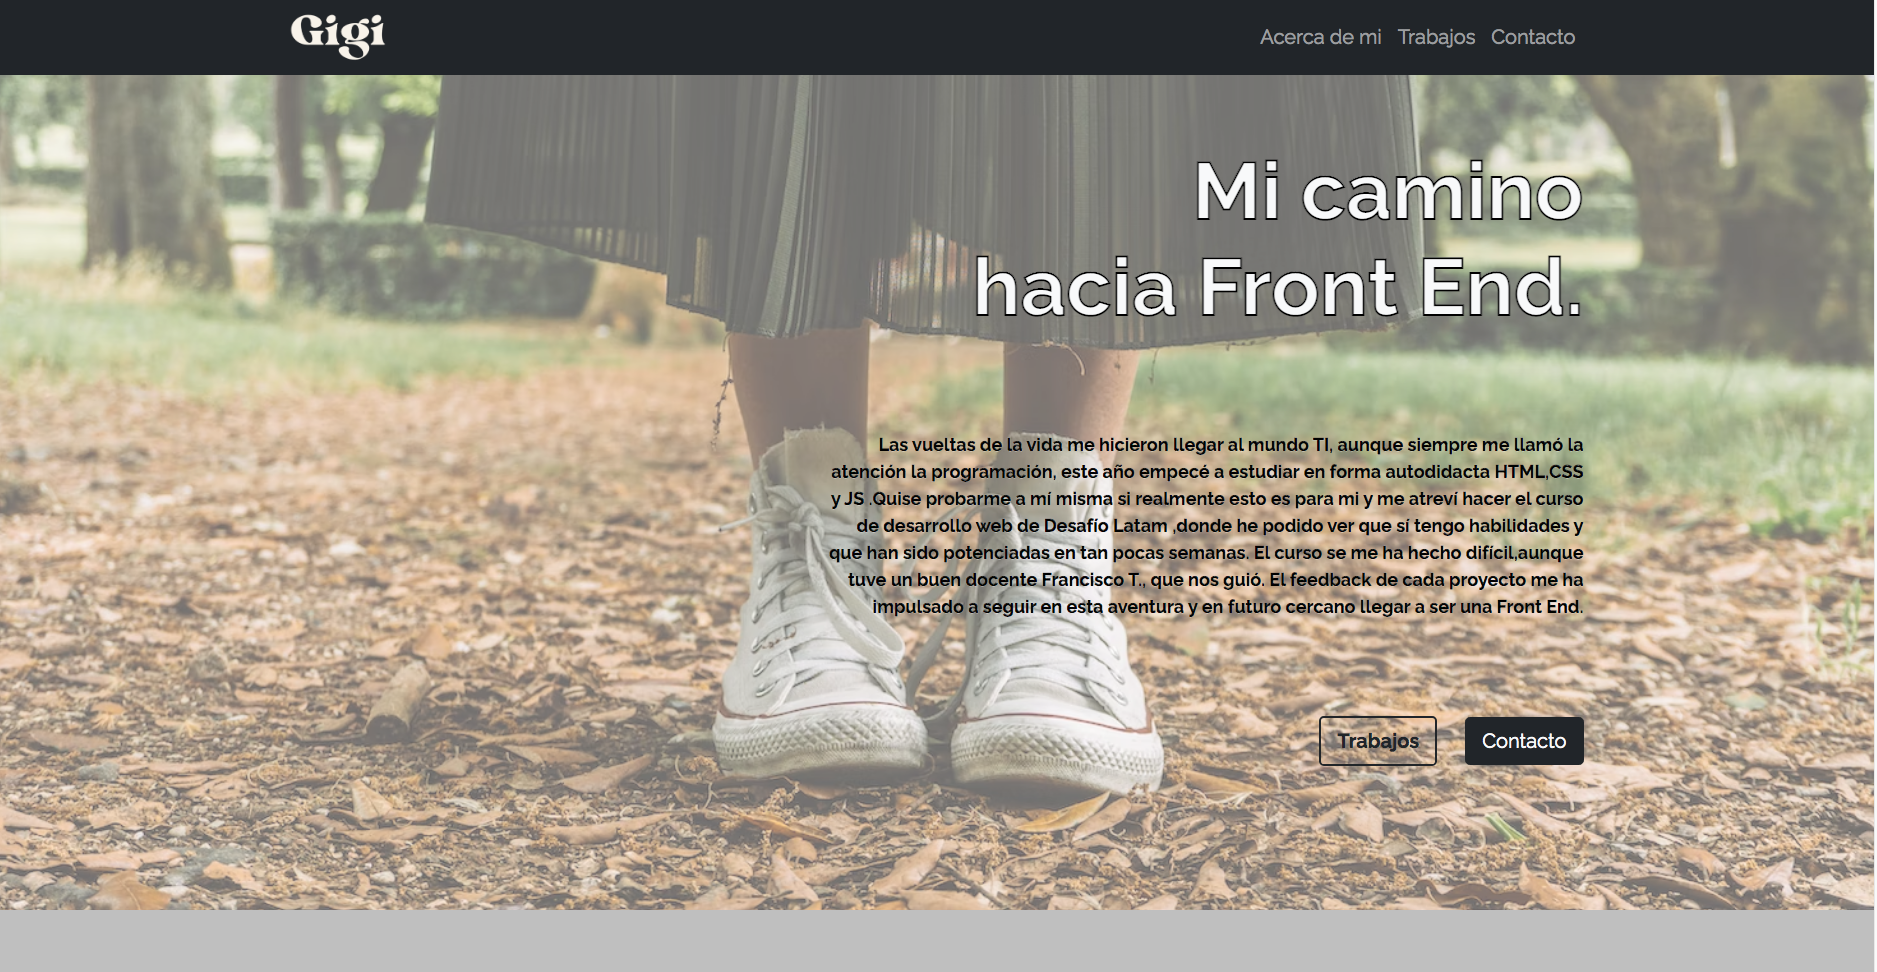 Gigi
Acerca de mi Trabajos Contacto
Mi camino
hacia Front End.
Las vueltas de la vida me hicieron llegar al mundo TI, aunque siempre me llamó la
atención la programación, este año empecé a estudiar en forma autodidacta HTML,CSS
y JS .Quise probarme a mí misma si realmente esto es para mi y me atreví hacer el curso
de desarrollo web de Desafío Latam ,donde he podido ver que sí tengo habilidades y
que han sido potenciadas en tan pocas semanas. El curso se me ha hecho difícil,aunque
tuve un buen docente Francisco T., que nos guió. El feedback de cada proyecto me ha
impulsado a seguir en esta aventura y en futuro cercano llegar a ser una Front End.
Trabajos Contacto